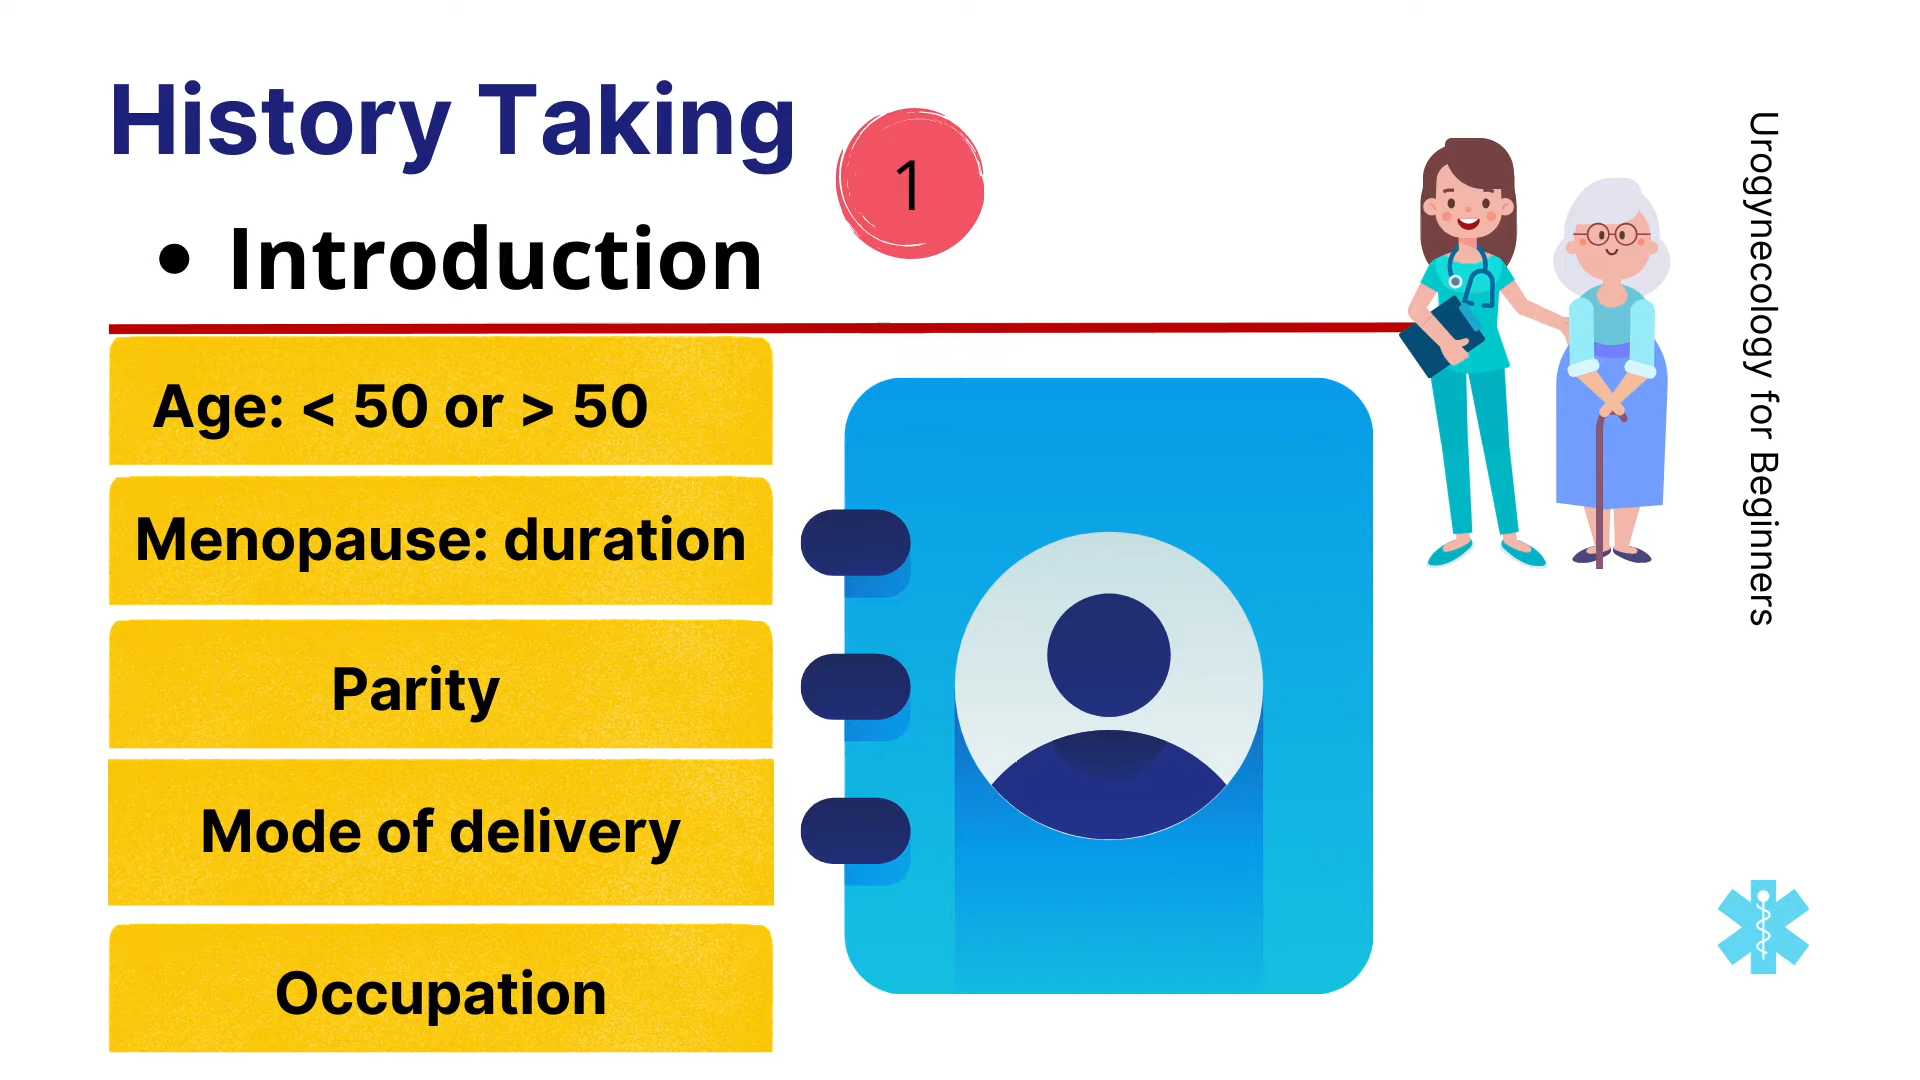 History Taking
1
• Introduction
Age: < 50 or > 50
Menopause: duration
Parity
Mode of delivery
Occupation
Urogynecology for Beginners